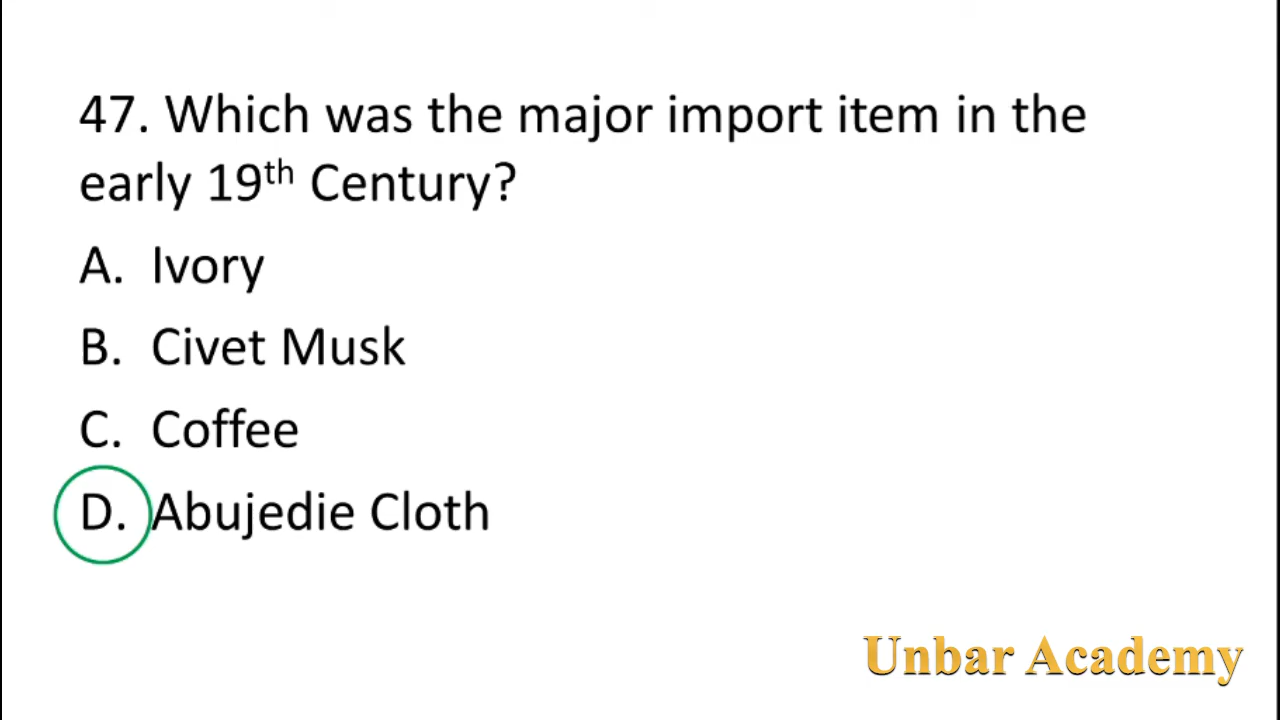 47. Which was the major import item in the
early 19th Century?
A. Ivory
B. Civet Musk
C. Coffee
D. Abujedie Cloth
Unbar Academy